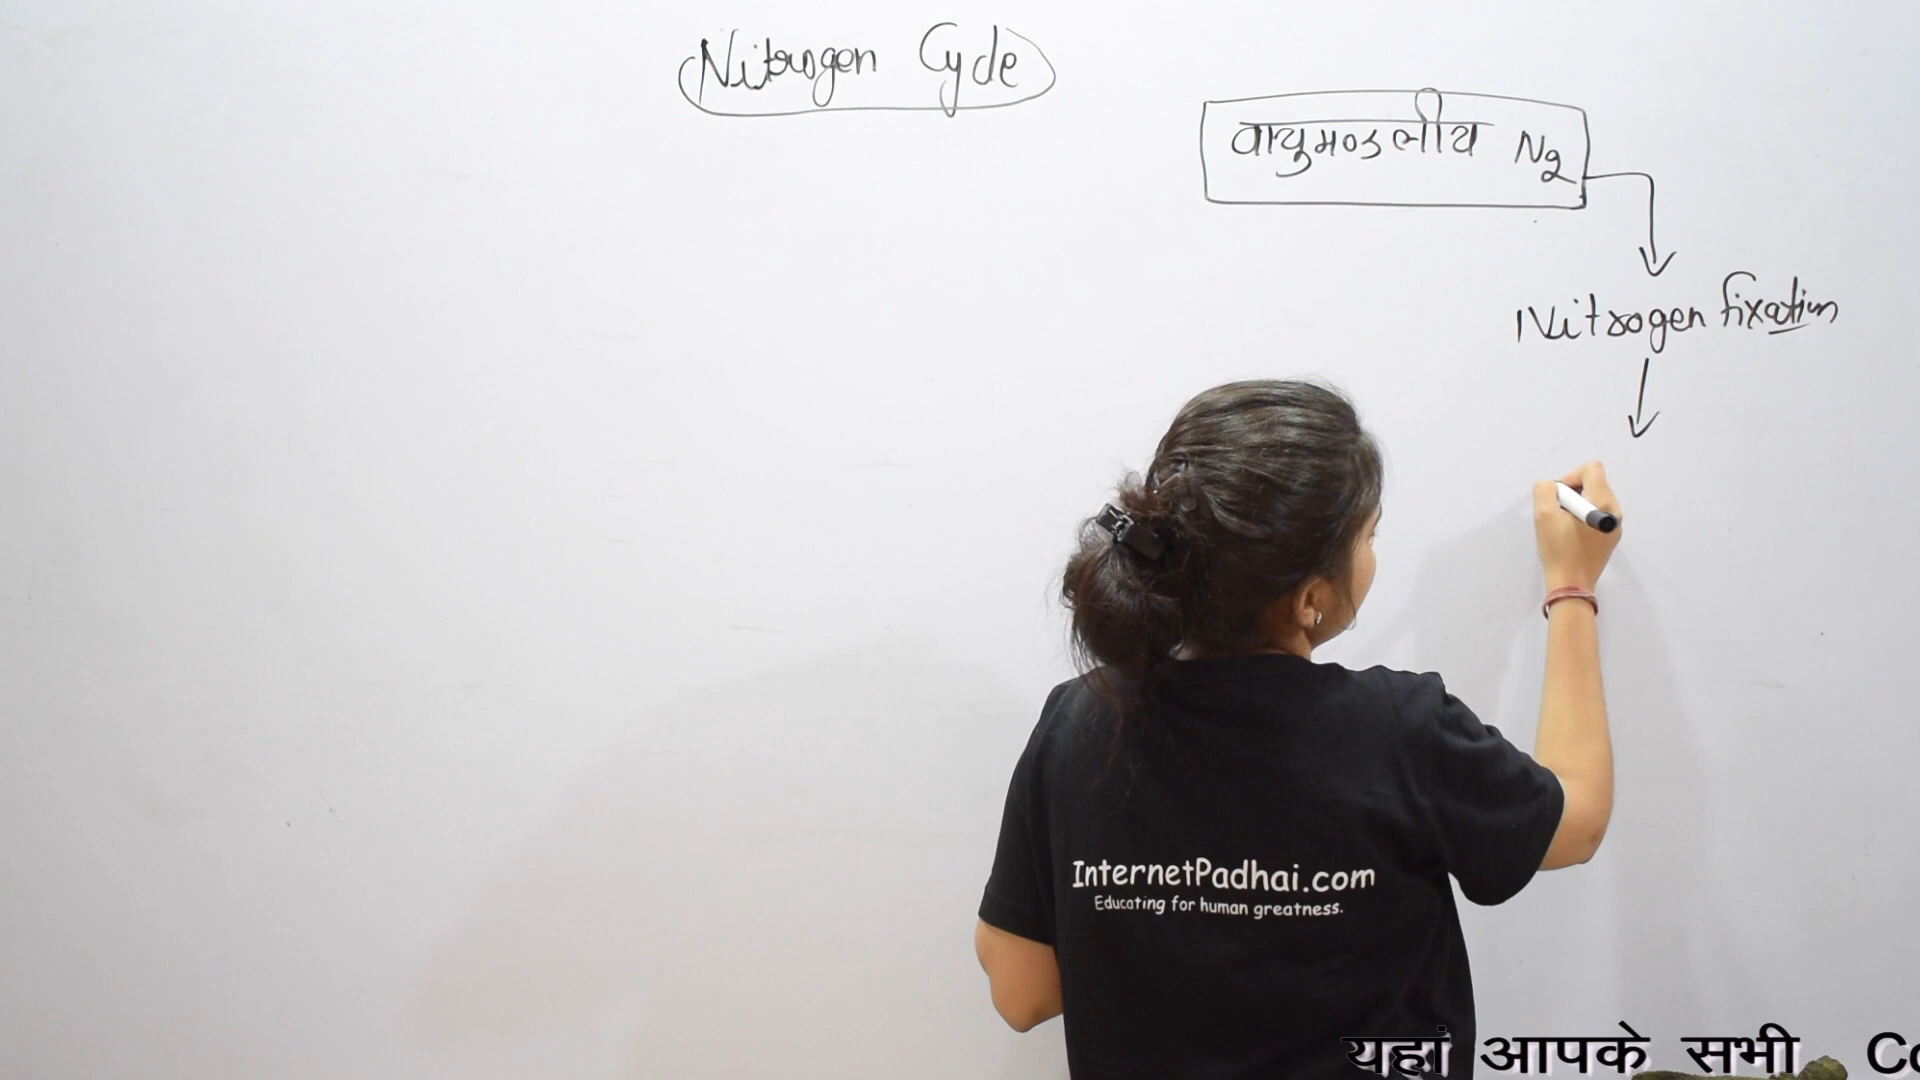 Nitrogen Cycle
वायुमण्डलीय N2
Nitrogen fixation
InternetPadhai.com
Educating for human greatness.
यहां आपके सभी